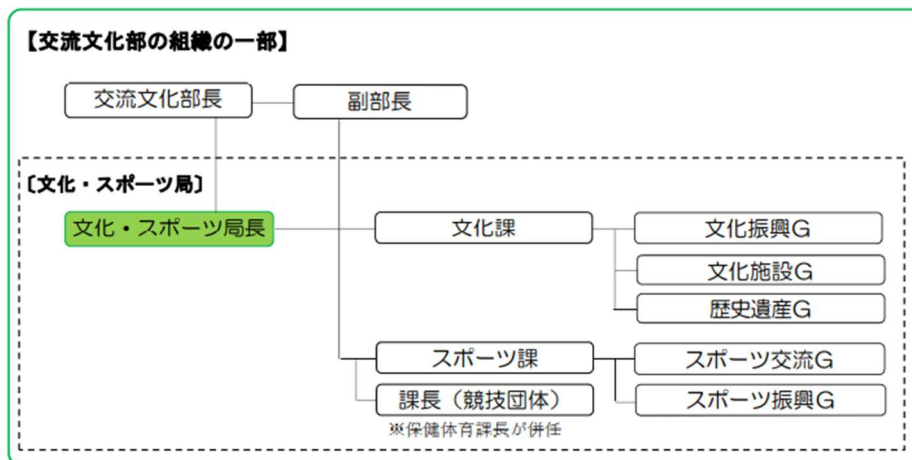 【交流文化部の組織の一部】
交流文化部長
副部長
〔文化・スポーツ局〕
文化・スポーツ局長
文化課
文化振興G
文化施設G
歴史遺産G
スポーツ課
スポーツ交流G
課長（競技団体）
スポーツ振興G
※保健体育課長が併任